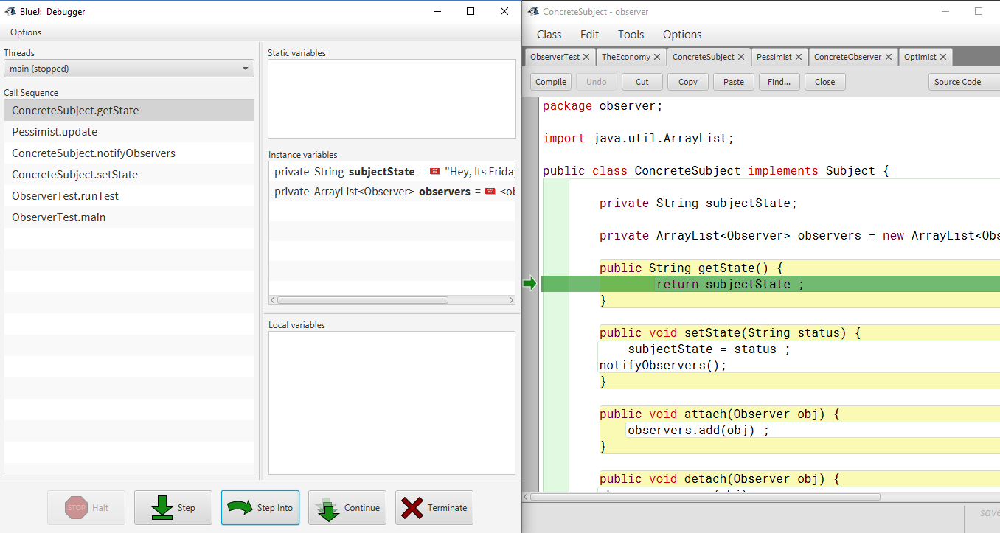 BlueJ: Debugger
Options
Threads
main (stopped)
Call Sequence
ConcreteSubject.getState
Pessimist.update
ConcreteSubject.notifyObservers
ConcreteSubject.setState
ObserverTest.runTest
ObserverTest.main
Static variables
Instance variables
private String subjectState = "Hey, Its Friday
private ArrayList<Observer> observers = <ob
Local variables
Halt
Step
Step Into
Continue
Terminate
ConcreteSubject - observer
Class Edit Tools Options
ObserverTest TheEconomy ConcreteSubject Pessimist ConcreteObserver Optimist
Compile Undo Cut Copy Paste Find... Close Source Code
package observer;
import java.util.ArrayList;
public class ConcreteSubject implements Subject {
private String subjectState;
private ArrayList<Observer> observers = new ArrayList<Obs
public String getState() {
return subjectState ;
}
public void setState(String status) {
subjectState = status ;
notifyObservers();
}
public void attach(Observer obj) {
observers.add(obj) ;
}
public void detach(Observer obj) {
save